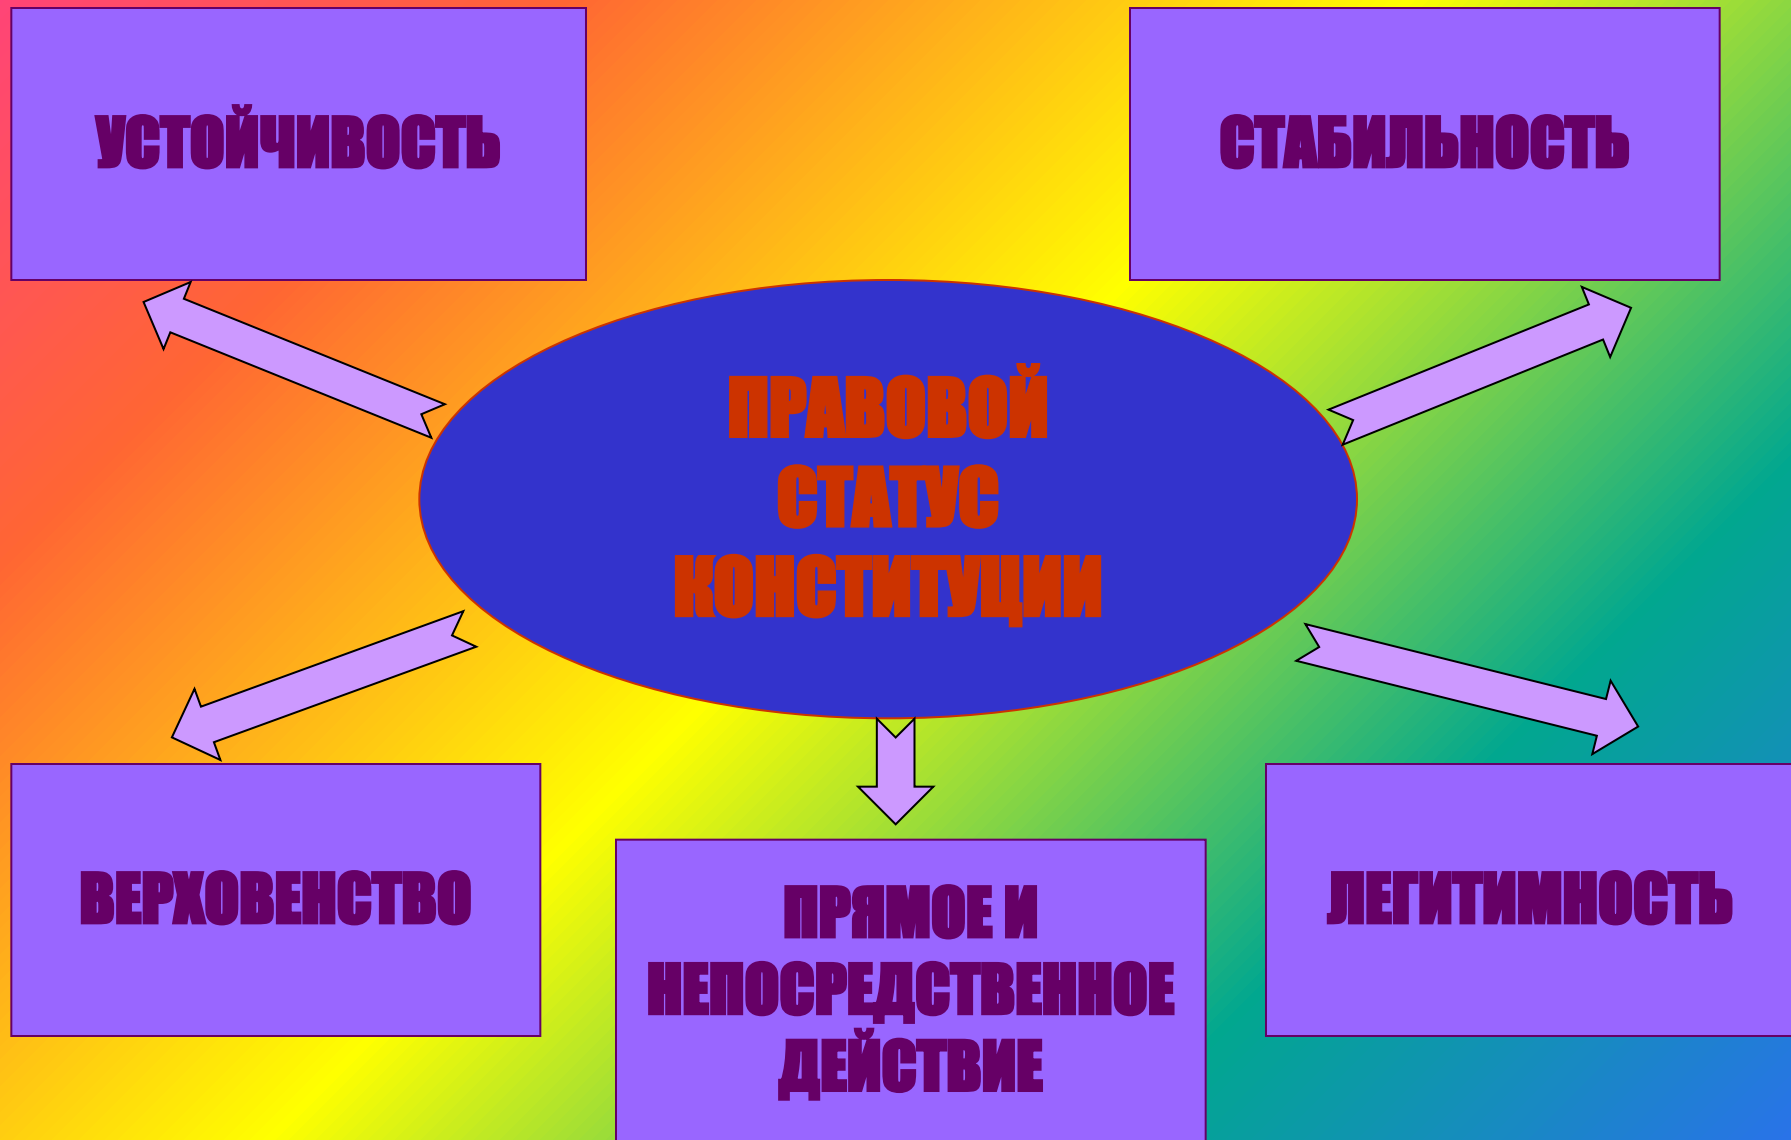 УСТОЙЧИВОСТЬ
СТАБИЛЬНОСТЬ
ПРАВОВОЙ
СТАТУС
КОНСТИТУЦИИ
ВЕРХОВЕНСТВО
ПРЯМОЕ И
НЕПОСРЕДСТВЕННОЕ
ДЕЙСТВИЕ
ЛЕГИТИМНОСТЬ